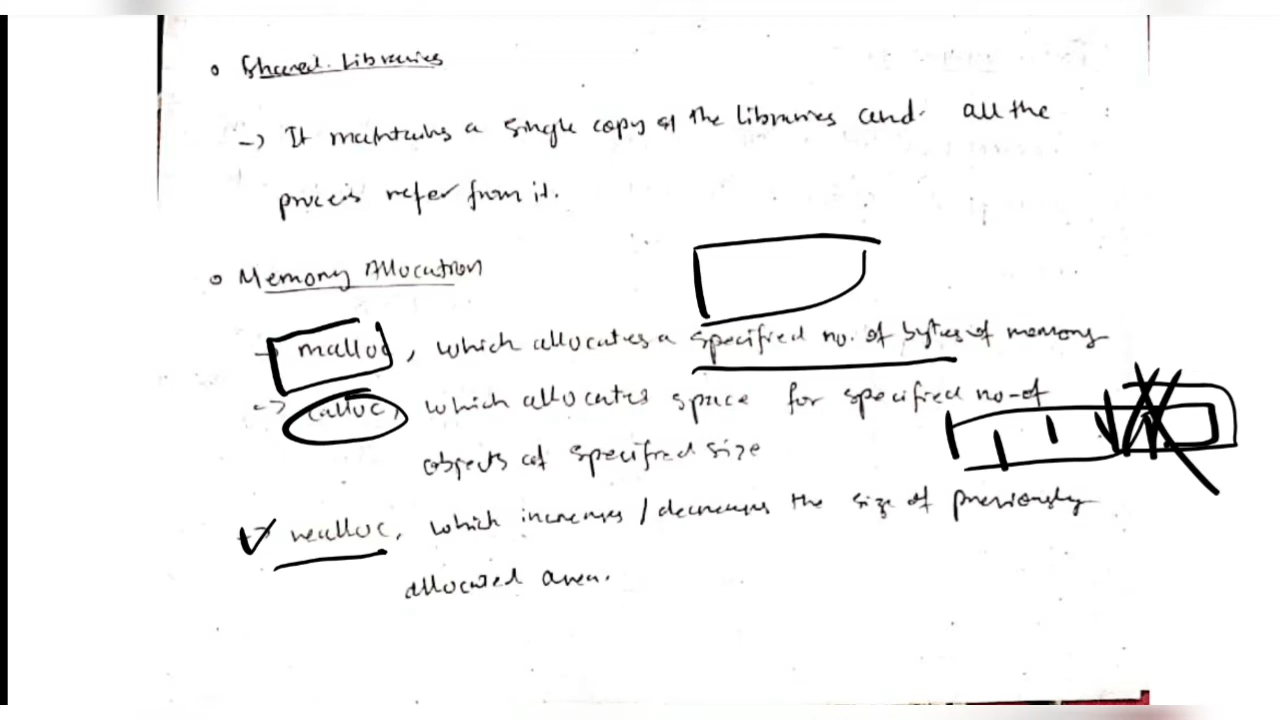 Shared Libraries
-> It maintains a single copy of the libraries and all the
process refer from it.
Memory Allocation
-> malloc, which allocates a specified no. of bytes of memory
-> calloc, which allocates space for specified no-of
objects of specified size
realloc, which increases / decreases the size of previously
allocated area.